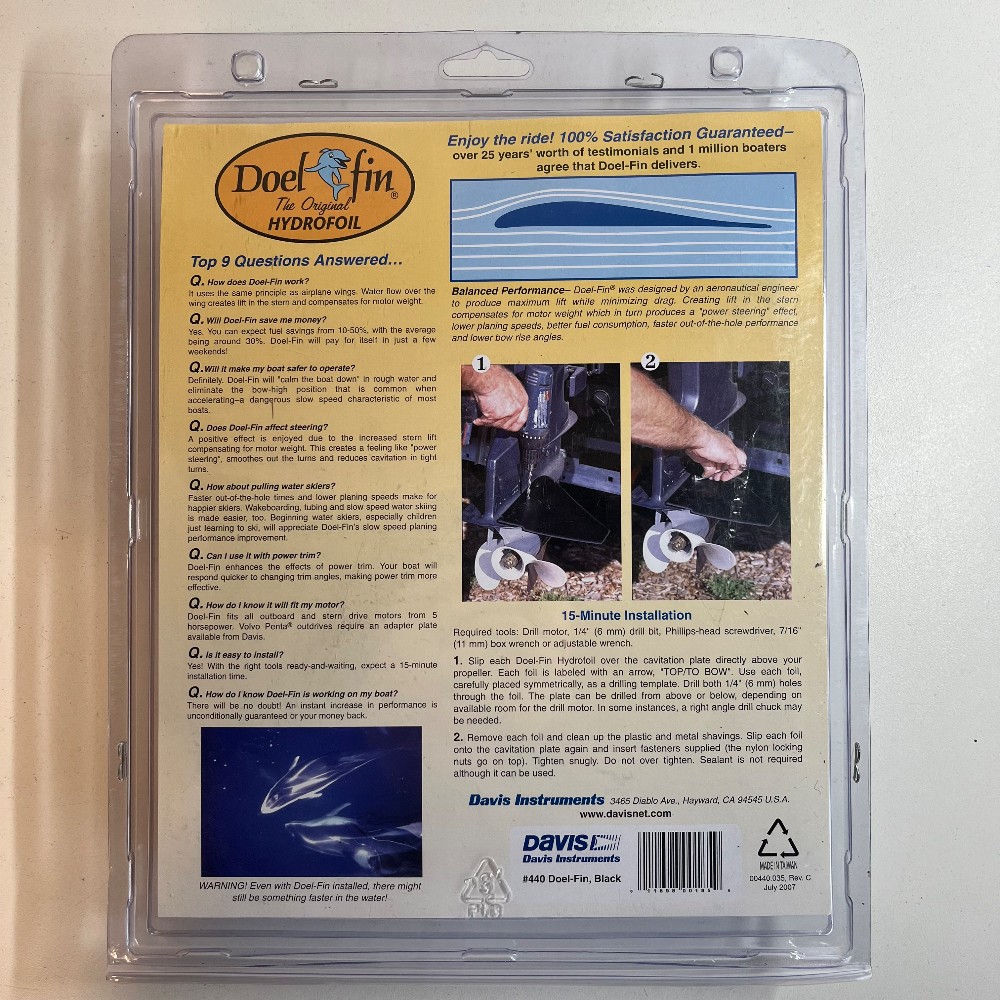 Doel fin®
The Original
HYDROFOIL
Top 9 Questions Answered...
Q. How does Doel-Fin work?
It uses the same principle as airplane wings. Water flow over the
wing creates lift in the stern and compensates for motor weight.
Q. Will Doel-Fin save me money?
Yes. You can expect fuel savings from 10-50%, with the average
being around 30%. Doel-Fin will pay for itself in just a few
weekends!
Q. Will it make my boat safer to operate?
Definitely. Doel-Fin will "calm the boat down" in rough water and
eliminate the bow-high position that is common when
accelerating–a dangerous slow speed characteristic of most
boats.
Q. Does Doel-Fin affect steering?
A positive effect is enjoyed due to the increased stern lift
compensating for motor weight. This creates a feeling like "power
steering", smoothes out the turns and reduces cavitation in tight
turns.
Q. How about pulling water skiers?
Faster out-of-the-hole times and lower planing speeds make for
happier skiers. Wakeboarding, tubing and slow speed water skiing
is made easier, too. Beginning water skiers, especially children
just learning to ski, will appreciate Doel-Fin's slow speed planing
performance improvement.
Q. Can I use it with power trim?
Doel-Fin enhances the effects of power trim. Your boat will
respond quicker to changing trim angles, making power trim more
effective.
Q. How do I know it will fit my motor?
Doel-Fin fits all outboard and stern drive motors from 5
horsepower. Volvo Penta® outdrives require an adapter plate
available from Davis.
Q. Is it easy to install?
Yes! With the right tools ready-and-waiting, expect a 15-minute
installation time.
Q. How do I know Doel-Fin is working on my boat?
There will be no doubt! An instant increase in performance is
unconditionally guaranteed or your money back.
WARNING! Even with Doel-Fin installed, there might
still be something faster in the water!
Enjoy the ride! 100% Satisfaction Guaranteed–
over 25 years' worth of testimonials and 1 million boaters
agree that Doel-Fin delivers.
Balanced Performance– Doel-Fin® was designed by an aeronautical engineer
to produce maximum lift while minimizing drag. Creating lift in the stern
compensates for motor weight which in turn produces a "power steering" effect,
lower planing speeds, better fuel consumption, faster out-of-the-hole performance
and lower bow rise angles.
1
2
15-Minute Installation
Required tools: Drill motor, 1/4" (6 mm) drill bit, Phillips-head screwdriver, 7/16"
(11 mm) box wrench or adjustable wrench.
1. Slip each Doel-Fin Hydrofoil over the cavitation plate directly above your
propeller. Each foil is labeled with an arrow, "TOP/TO BOW". Use each foil,
carefully placed symmetrically, as a drilling template. Drill both 1/4" (6 mm) holes
through the foil. The plate can be drilled from above or below, depending on
available room for the drill motor. In some instances, a right angle drill chuck may
be needed.
2. Remove each foil and clean up the plastic and metal shavings. Slip each foil
onto the cavitation plate again and insert fasteners supplied (the nylon locking
nuts go on top). Tighten snugly. Do not over tighten. Sealant is not required
although it can be used.
Davis Instruments 3465 Diablo Ave., Hayward, CA 94545 U.S.A.
www.davisnet.com
DAVIS
Davis Instruments
#440 Doel-Fin, Black
MADE IN TAIWAN
00440.035, Rev. C
July 2007